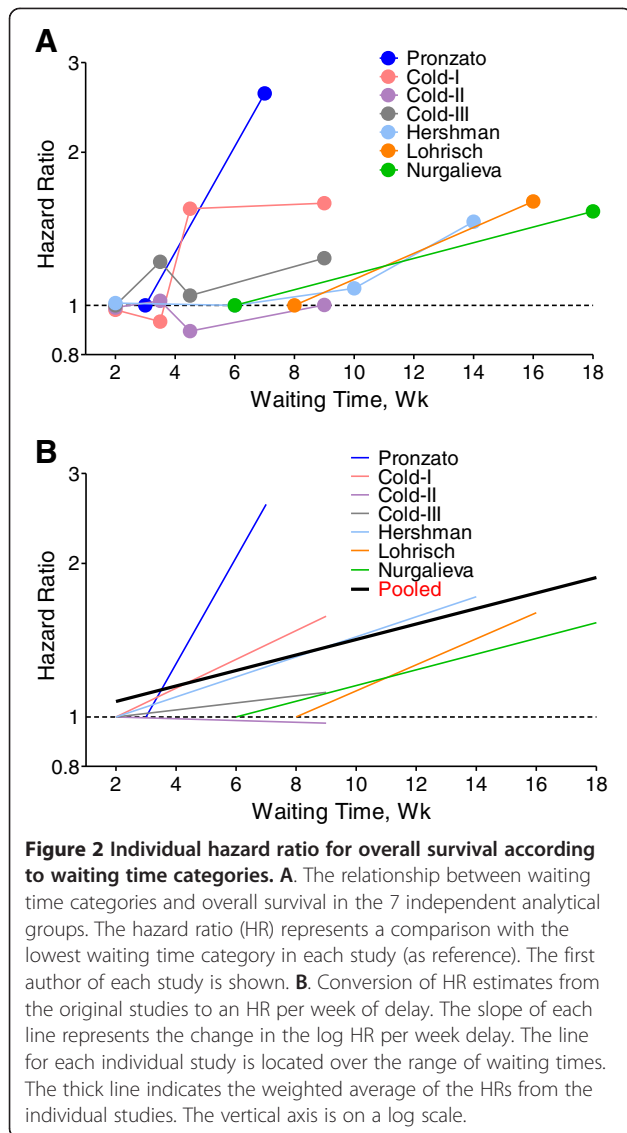 A
Pronzato
Cold-I
Cold-II
Cold-III
Hershman
Lohrisch
Nurgalieva
Hazard Ratio
3
2
1
0.8
2 4 6 8 10 12 14 16 18
Waiting Time, Wk
B
Pronzato
Cold-I
Cold-II
Cold-III
Hershman
Lohrisch
Nurgalieva
Pooled
Hazard Ratio
3
2
1
0.8
2 4 6 8 10 12 14 16 18
Waiting Time, Wk
Figure 2 Individual hazard ratio for overall survival according
to waiting time categories. A. The relationship between waiting
time categories and overall survival in the 7 independent analytical
groups. The hazard ratio (HR) represents a comparison with the
lowest waiting time category in each study (as reference). The first
author of each study is shown. B. Conversion of HR estimates from
the original studies to an HR per week of delay. The slope of each
line represents the change in the log HR per week delay. The line
for each individual study is located over the range of waiting times.
The thick line indicates the weighted average of the HRs from the
individual studies. The vertical axis is on a log scale.